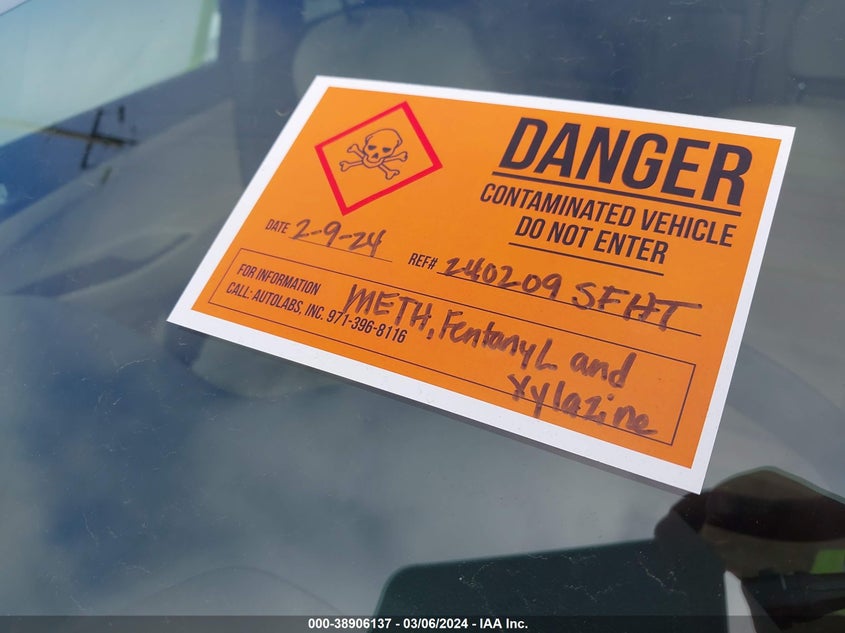 DANGER
CONTAMINATED VEHICLE
DO NOT ENTER
DATE 2-9-24
REF# 240209 SFHT
FOR INFORMATION
CALL: AUTOLABS, INC. 971-396-8116
METH, Fentanyl and
Xylazine
000-38906137 - 03/06/2024 - IAA Inc.